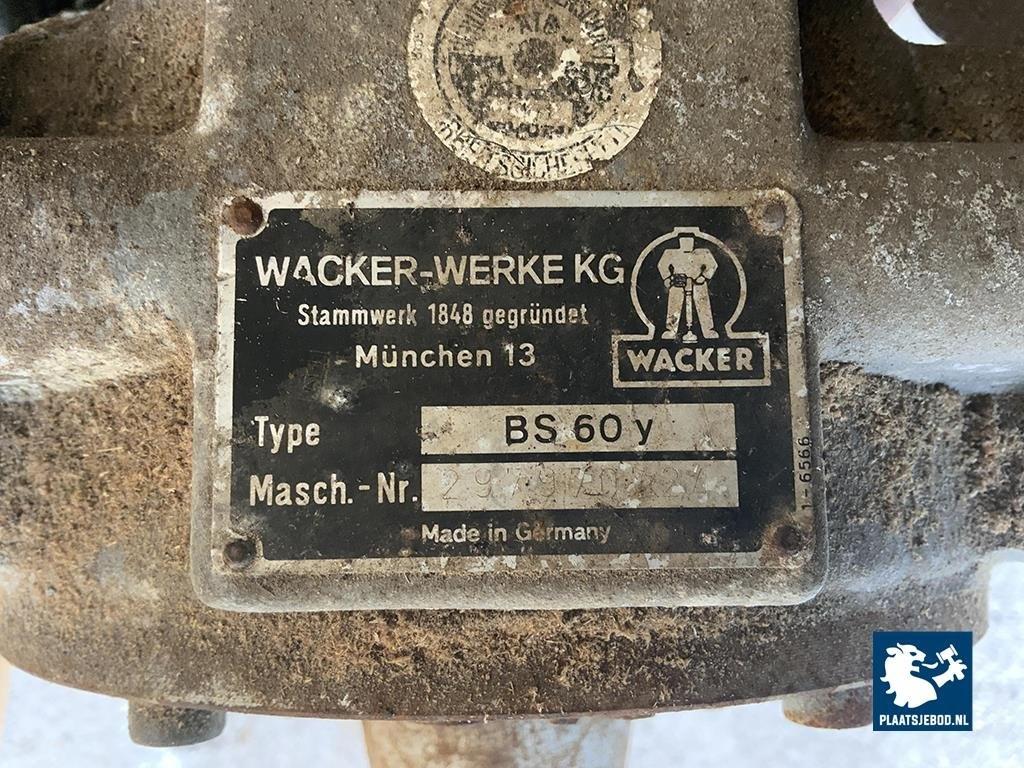 WACKER-WERKE KG
Stammwerk 1848 gegründet
München 13
WACKER
Type BS 60 y
Masch.-Nr.
Made in Germany
1-6566
PLAATSJEBOD.NL